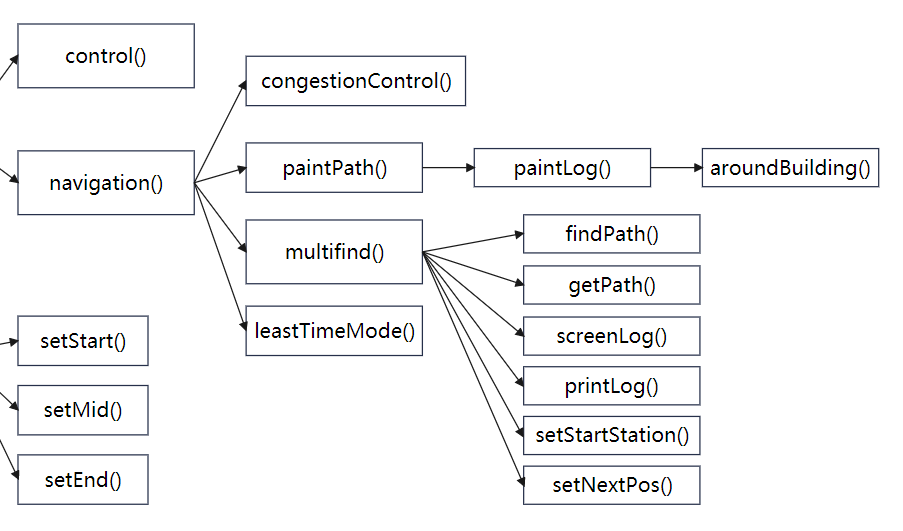 control()
navigation()
setStart()
setMid()
setEnd()
congestionControl()
paintPath()
multifind()
leastTimeMode()
paintLog()
aroundBuilding()
findPath()
getPath()
screenLog()
printLog()
setStartStation()
setNextPos()